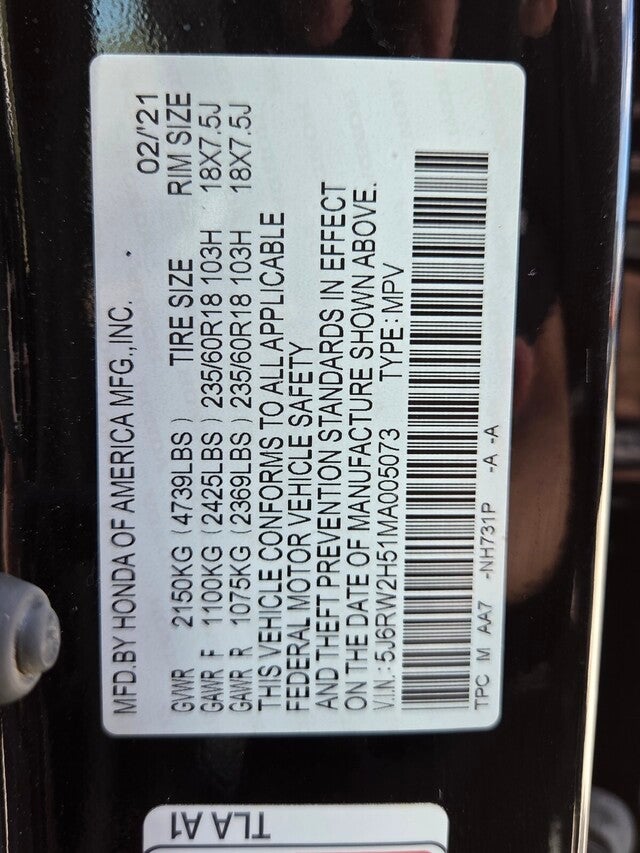 MFD.BY HONDA OF AMERICA MFG.,INC. 02/'21
GVWR 2150KG (4739LBS) TIRE SIZE RIM SIZE
GAWR F 1100KG (2425LBS) 235/60R18 103H 18X7.5J
GAWR R 1075KG (2369LBS) 235/60R18 103H 18X7.5J
THIS VEHICLE CONFORMS TO ALL APPLICABLE
FEDERAL MOTOR VEHICLE SAFETY
AND THEFT PREVENTION STANDARDS IN EFFECT
ON THE DATE OF MANUFACTURE SHOWN ABOVE.
V.I.N.: 5J6RW2H51MA005073 TYPE: MPV
TPC M AA7 -NH731P -A -A
TLA A1